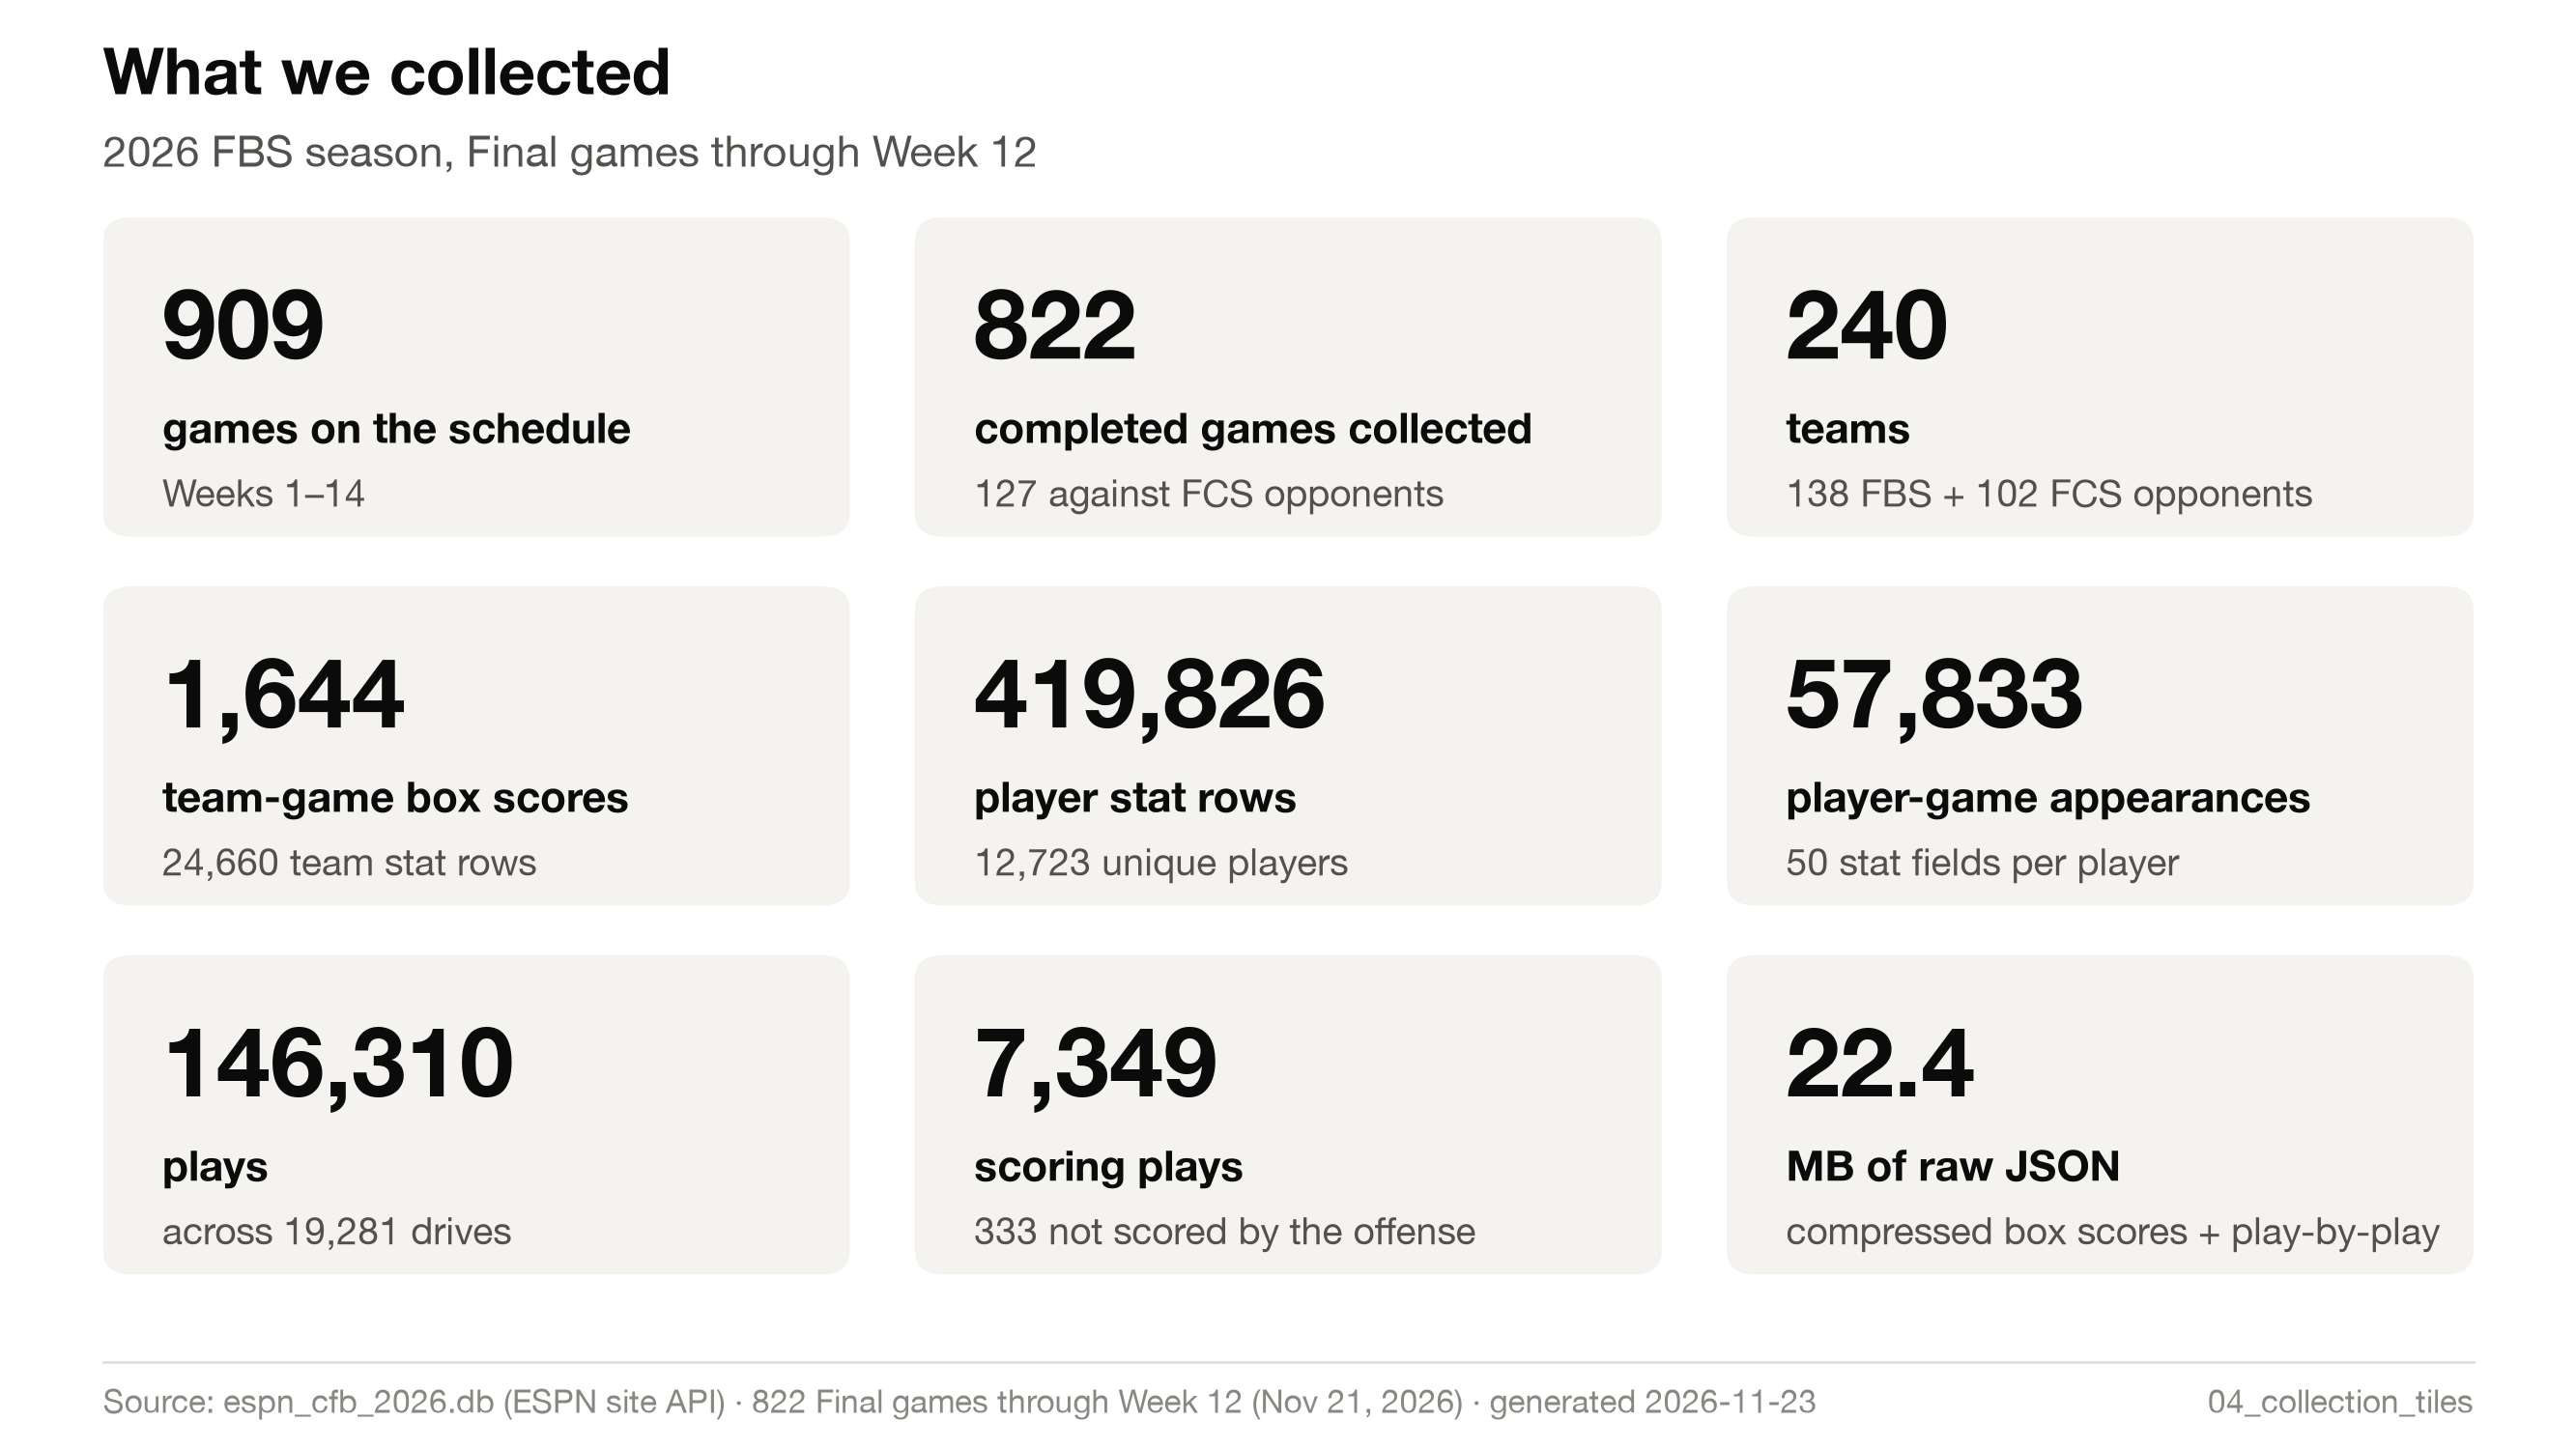 What we collected
2026 FBS season, Final games through Week 12
909
games on the schedule
Weeks 1–14
822
completed games collected
127 against FCS opponents
240
teams
138 FBS + 102 FCS opponents
1,644
team-game box scores
24,660 team stat rows
419,826
player stat rows
12,723 unique players
57,833
player-game appearances
50 stat fields per player
146,310
plays
across 19,281 drives
7,349
scoring plays
333 not scored by the offense
22.4
MB of raw JSON
compressed box scores + play-by-play
Source: espn_cfb_2026.db (ESPN site API) · 822 Final games through Week 12 (Nov 21, 2026) · generated 2026-11-23
04_collection_tiles